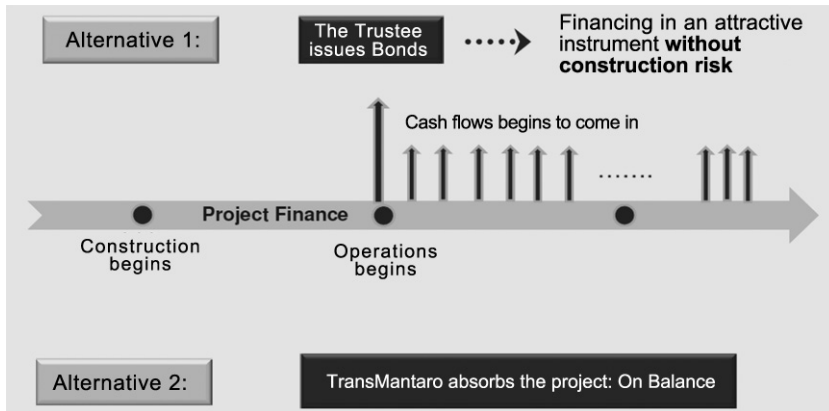 Alternative 1:
The Trustee
issues Bonds
Financing in an attractive
instrument without
construction risk
Cash flows begins to come in
........
Project Finance
Construction
begins
Operations
begins
Alternative 2:
TransMantaro absorbs the project: On Balance